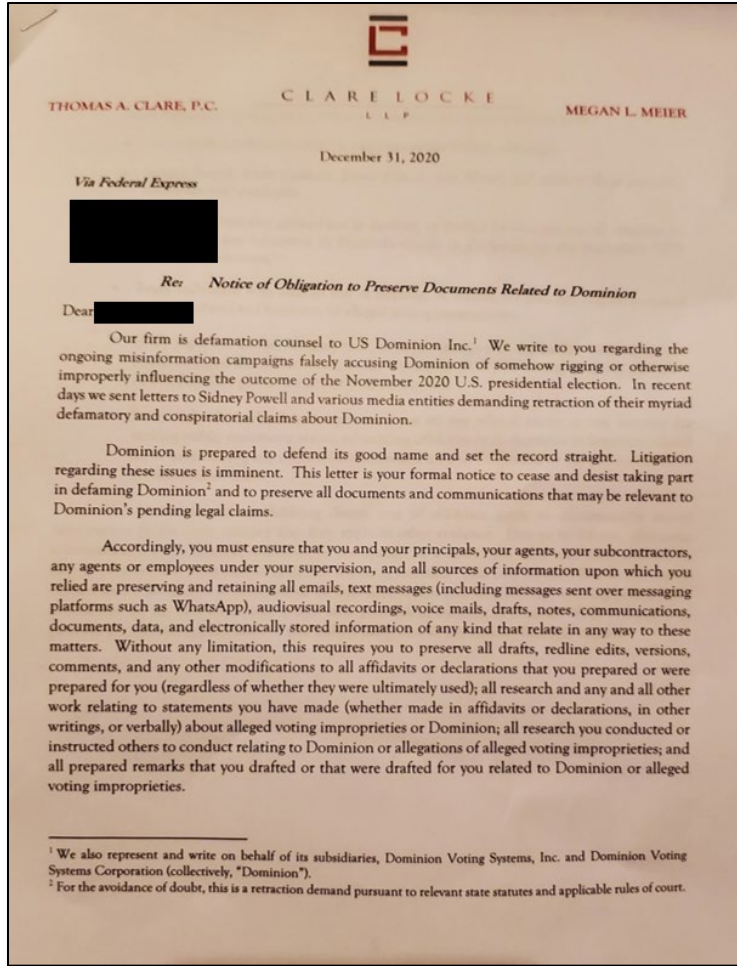 CLARE LOCKE
THOMAS A. CLARE, P.C.
LLP
MEGAN L. MEIER
December 31, 2020
Via Federal Express
Re: Notice of Obligation to Preserve Documents Related to Dominion
Dear
Our firm is defamation counsel to US Dominion Inc.¹ We write to you regarding the
ongoing misinformation campaigns falsely accusing Dominion of somehow rigging or otherwise
improperly influencing the outcome of the November 2020 U.S. presidential election. In recent
days we sent letters to Sidney Powell and various media entities demanding retraction of their myriad
defamatory and conspiratorial claims about Dominion.
Dominion is prepared to defend its good name and set the record straight. Litigation
regarding these issues is imminent. This letter is your formal notice to cease and desist taking part
in defaming Dominion² and to preserve all documents and communications that may be relevant to
Dominion's pending legal claims.
Accordingly, you must ensure that you and your principals, your agents, your subcontractors,
any agents or employees under your supervision, and all sources of information upon which you
relied are preserving and retaining all emails, text messages (including messages sent over messaging
platforms such as WhatsApp), audiovisual recordings, voice mails, drafts, notes, communications,
documents, data, and electronically stored information of any kind that relate in any way to these
matters. Without any limitation, this requires you to preserve all drafts, redline edits, versions,
comments, and any other modifications to all affidavits or declarations that you prepared or were
prepared for you (regardless of whether they were ultimately used); all research and any and all other
work relating to statements you have made (whether made in affidavits or declarations, in other
writings, or verbally) about alleged voting improprieties or Dominion; all research you conducted or
instructed others to conduct relating to Dominion or allegations of alleged voting improprieties; and
all prepared remarks that you drafted or that were drafted for you related to Dominion or alleged
voting improprieties.
¹ We also represent and write on behalf of its subsidiaries, Dominion Voting Systems, Inc. and Dominion Voting
Systems Corporation (collectively, "Dominion").
² For the avoidance of doubt, this is a retraction demand pursuant to relevant state statutes and applicable rules of court.